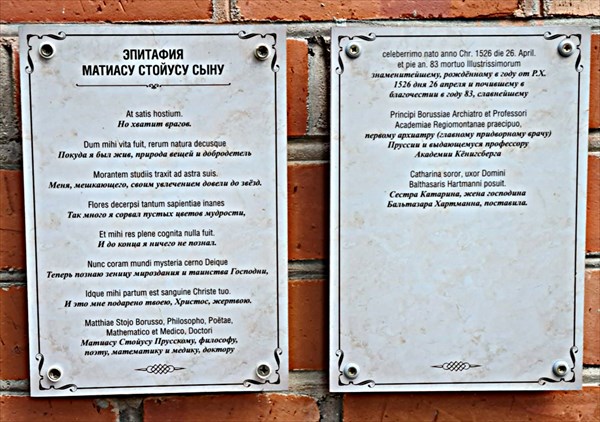 ЭПИТАФИЯ
МАТИАСУ СТОЙУСУ СЫНУ
At satis hostium.
Но хватит врагов.
Dum mihi vita fuit, rerum natura decusque
Покуда я был жив, природа вещей и добродетель
Morantem studiis traxit ad astra suis.
Меня, мешкающего, своим увлечением довели до звёзд.
Flores decerpsi tantum sapientiae inanes
Так много я сорвал пустых цветов мудрости,
Et mihi res plene cognita nulla fuit.
И до конца я ничего не познал.
Nunc coram mundi mysteria cerno Deique
Теперь познаю зеницу мироздания и таинства Господни,
Idque mihi partum est sanguine Christe tuo.
И это мне подарено твоею, Христос, жертвою.
Matthiae Stojo Borusso, Philosopho, Poëtae,
Mathematico et Medico, Doctori
Матиасу Стойусу Прусскому, философу,
поэту, математику и медику, доктору
celeberrimo nato anno Chr. 1526 die 26. April.
et pie an. 83 mortuo Illustrissimorum
знаменитейшему, рождённому в году от Р.Х.
1526 дня 26 апреля и почившему в
благочестии в году 83, славнейшему
Principi Borussiae Archiatro et Professori
Academiae Regiomontanae praecipuo,
первому архиатру (главному придворному врачу)
Пруссии и выдающемуся профессору
Академии Кёнигсберга
Catharina soror, uxor Domini
Balthasaris Hartmanni posuit.
Сестра Катарина, жена господина
Бальтазара Хартманна, поставила.